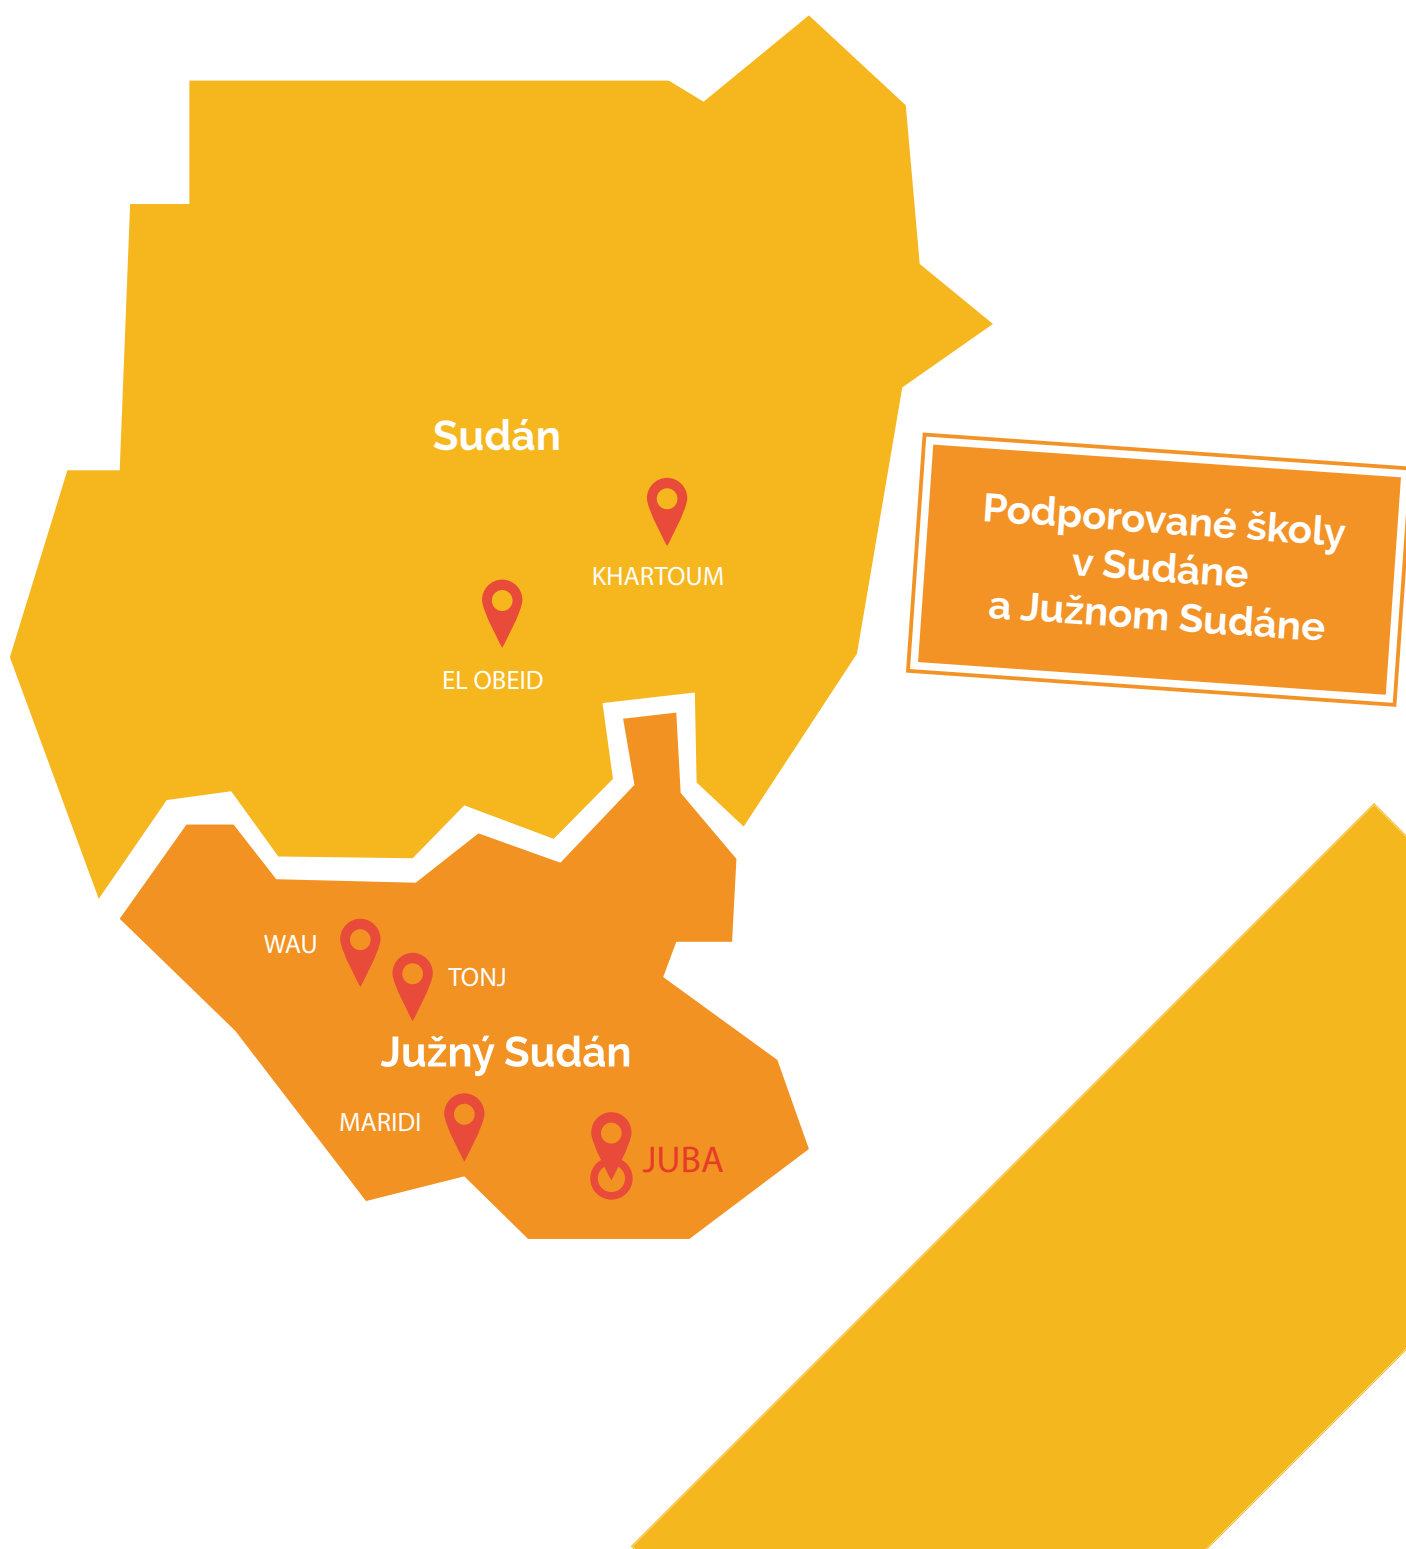 Sudán
KHARTOUM
EL OBEID
Podporované školy
v Sudáne
a Južnom Sudáne
WAU
TONJ
Južný Sudán
MARIDI
JUBA